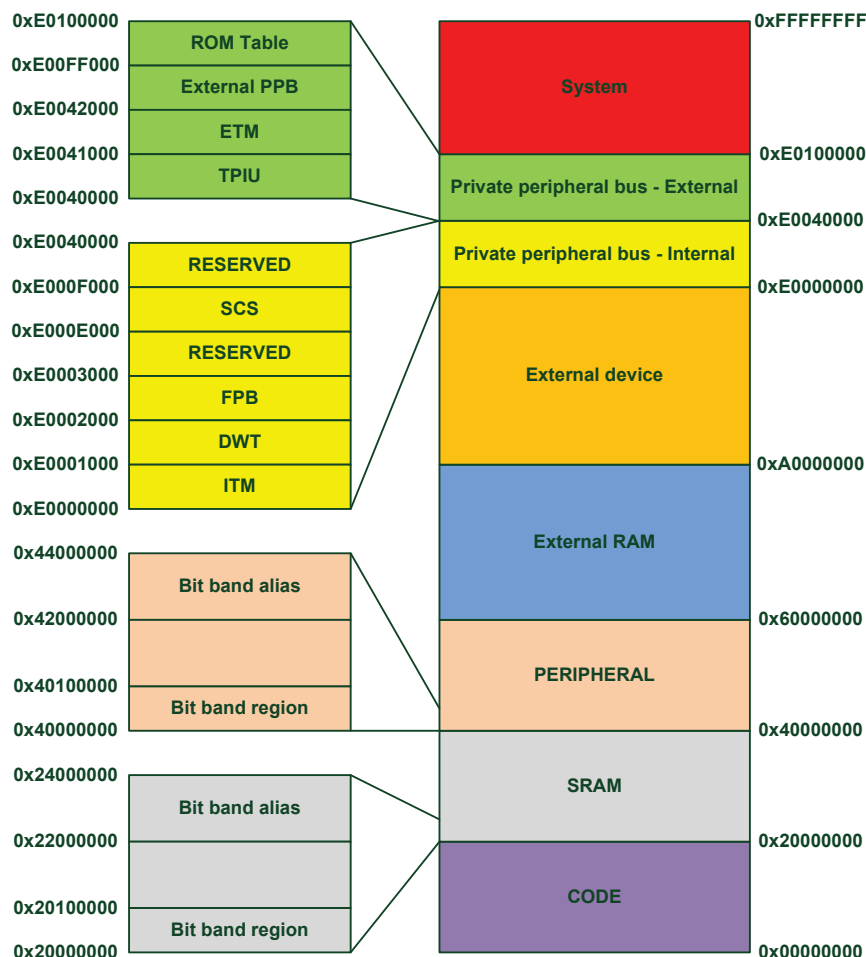 0xE0100000
ROM Table
0xE00FF000
External PPB
0xE0042000
ETM
0xE0041000
TPIU
0xE0040000
0xE0040000
RESERVED
0xE000F000
SCS
0xE000E000
RESERVED
0xE0003000
FPB
0xE0002000
DWT
0xE0001000
ITM
0xE0000000
0x44000000
Bit band alias
0x42000000
0x40100000
Bit band region
0x40000000
0x24000000
Bit band alias
0x22000000
0x20100000
Bit band region
0x20000000
0xFFFFFFFF
System
0xE0100000
Private peripheral bus - External
0xE0040000
Private peripheral bus - Internal
0xE0000000
External device
0xA0000000
External RAM
0x60000000
PERIPHERAL
0x40000000
SRAM
0x20000000
CODE
0x00000000